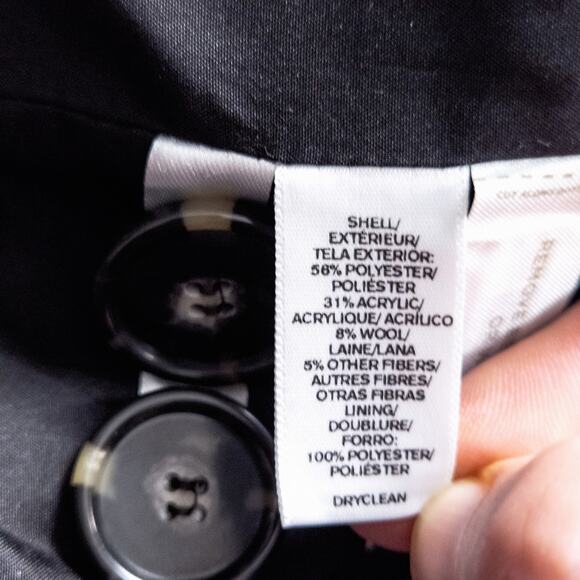 SHELL/
EXTÉRIEUR/
TELA EXTERIOR:
56% POLYESTER/
POLIÉSTER
31% ACRYLIC/
ACRYLIQUE/ ACRÍLICO
8% WOOL/
LAINE/LANA
5% OTHER FIBERS/
AUTRES FIBRES/
OTRAS FIBRAS
LINING/
DOUBLURE/
FORRO:
100% POLYESTER/
POLIÉSTER
DRYCLEAN
REMOVE